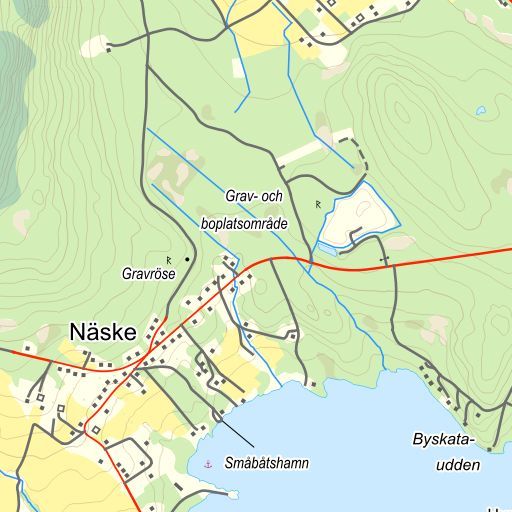 Grav- och
boplatsområde
Gravröse
Näske
Byskata-
udden
Småbåtshamn